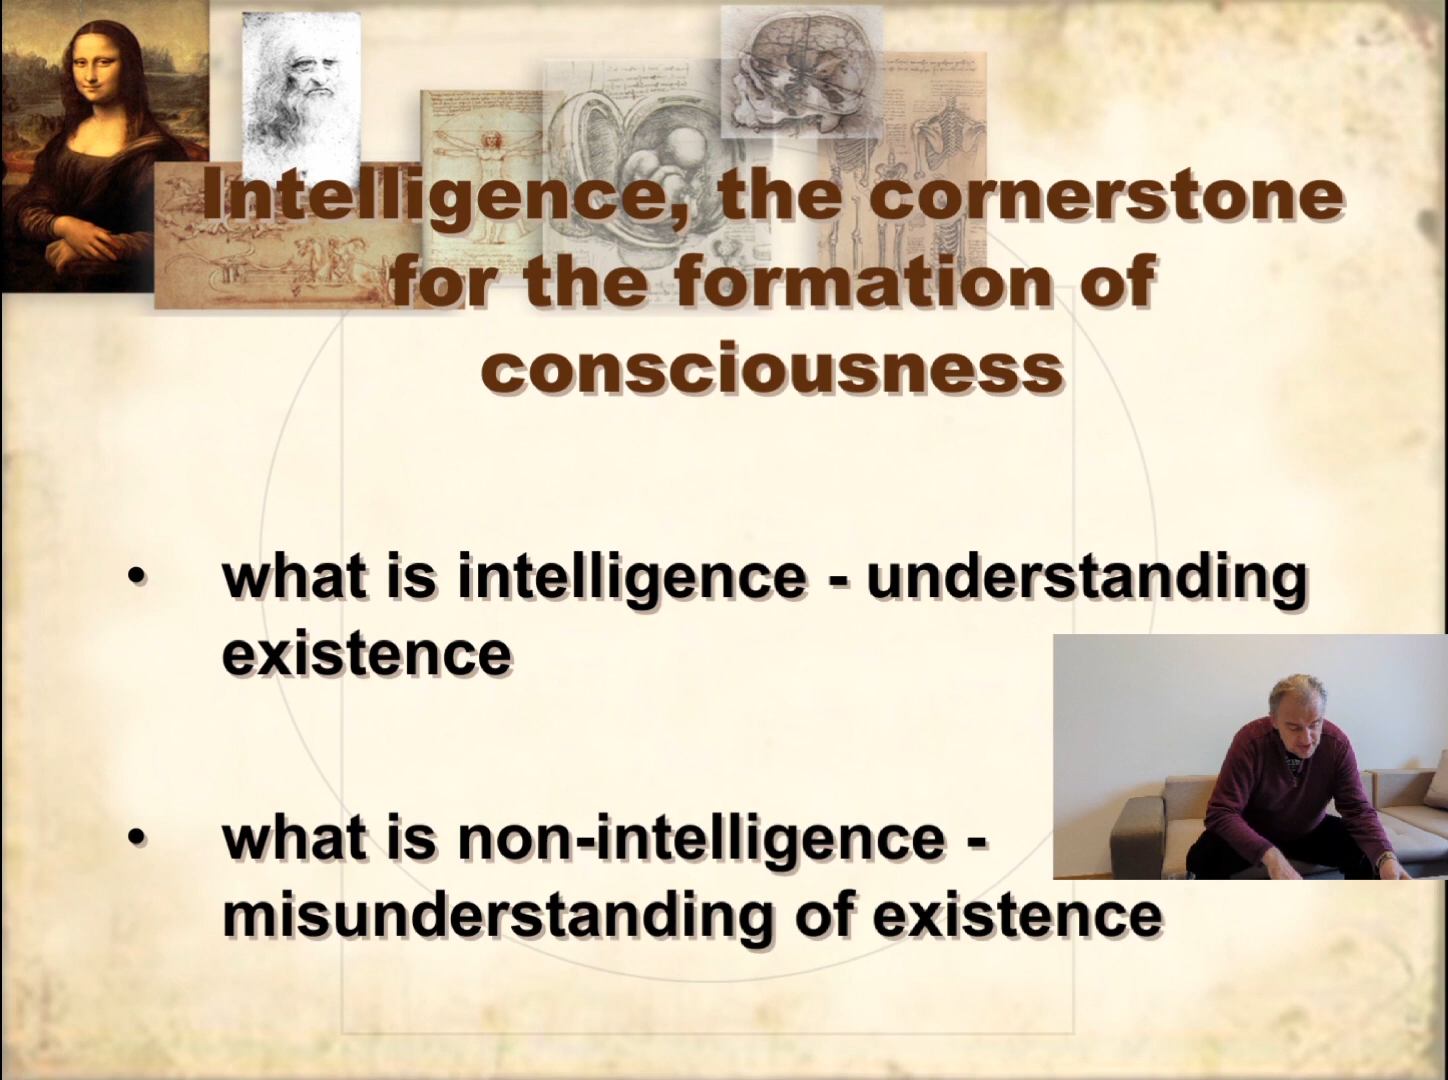 Intelligence, the cornerstone
for the formation of
consciousness
• what is intelligence - understanding
existence
• what is non-intelligence -
misunderstanding of existence